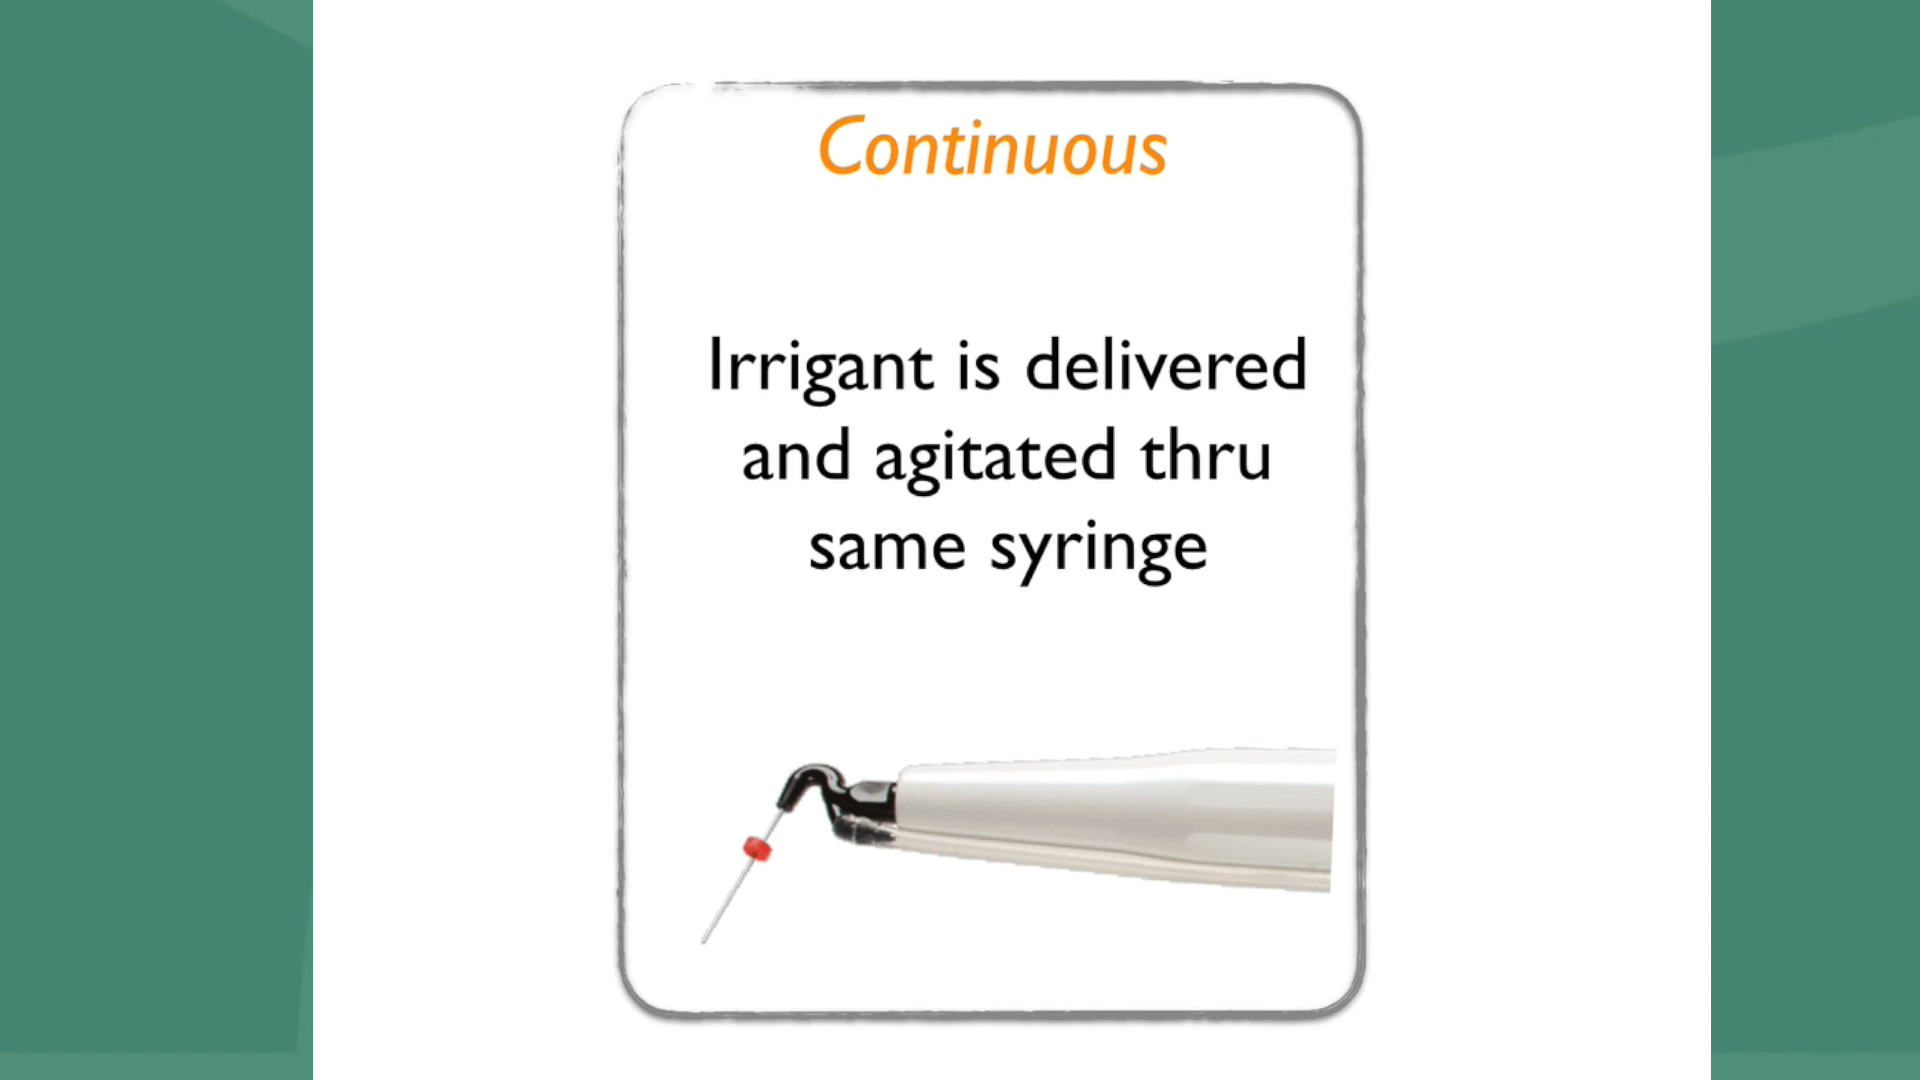 Continuous
Irrigant is delivered
and agitated thru
same syringe